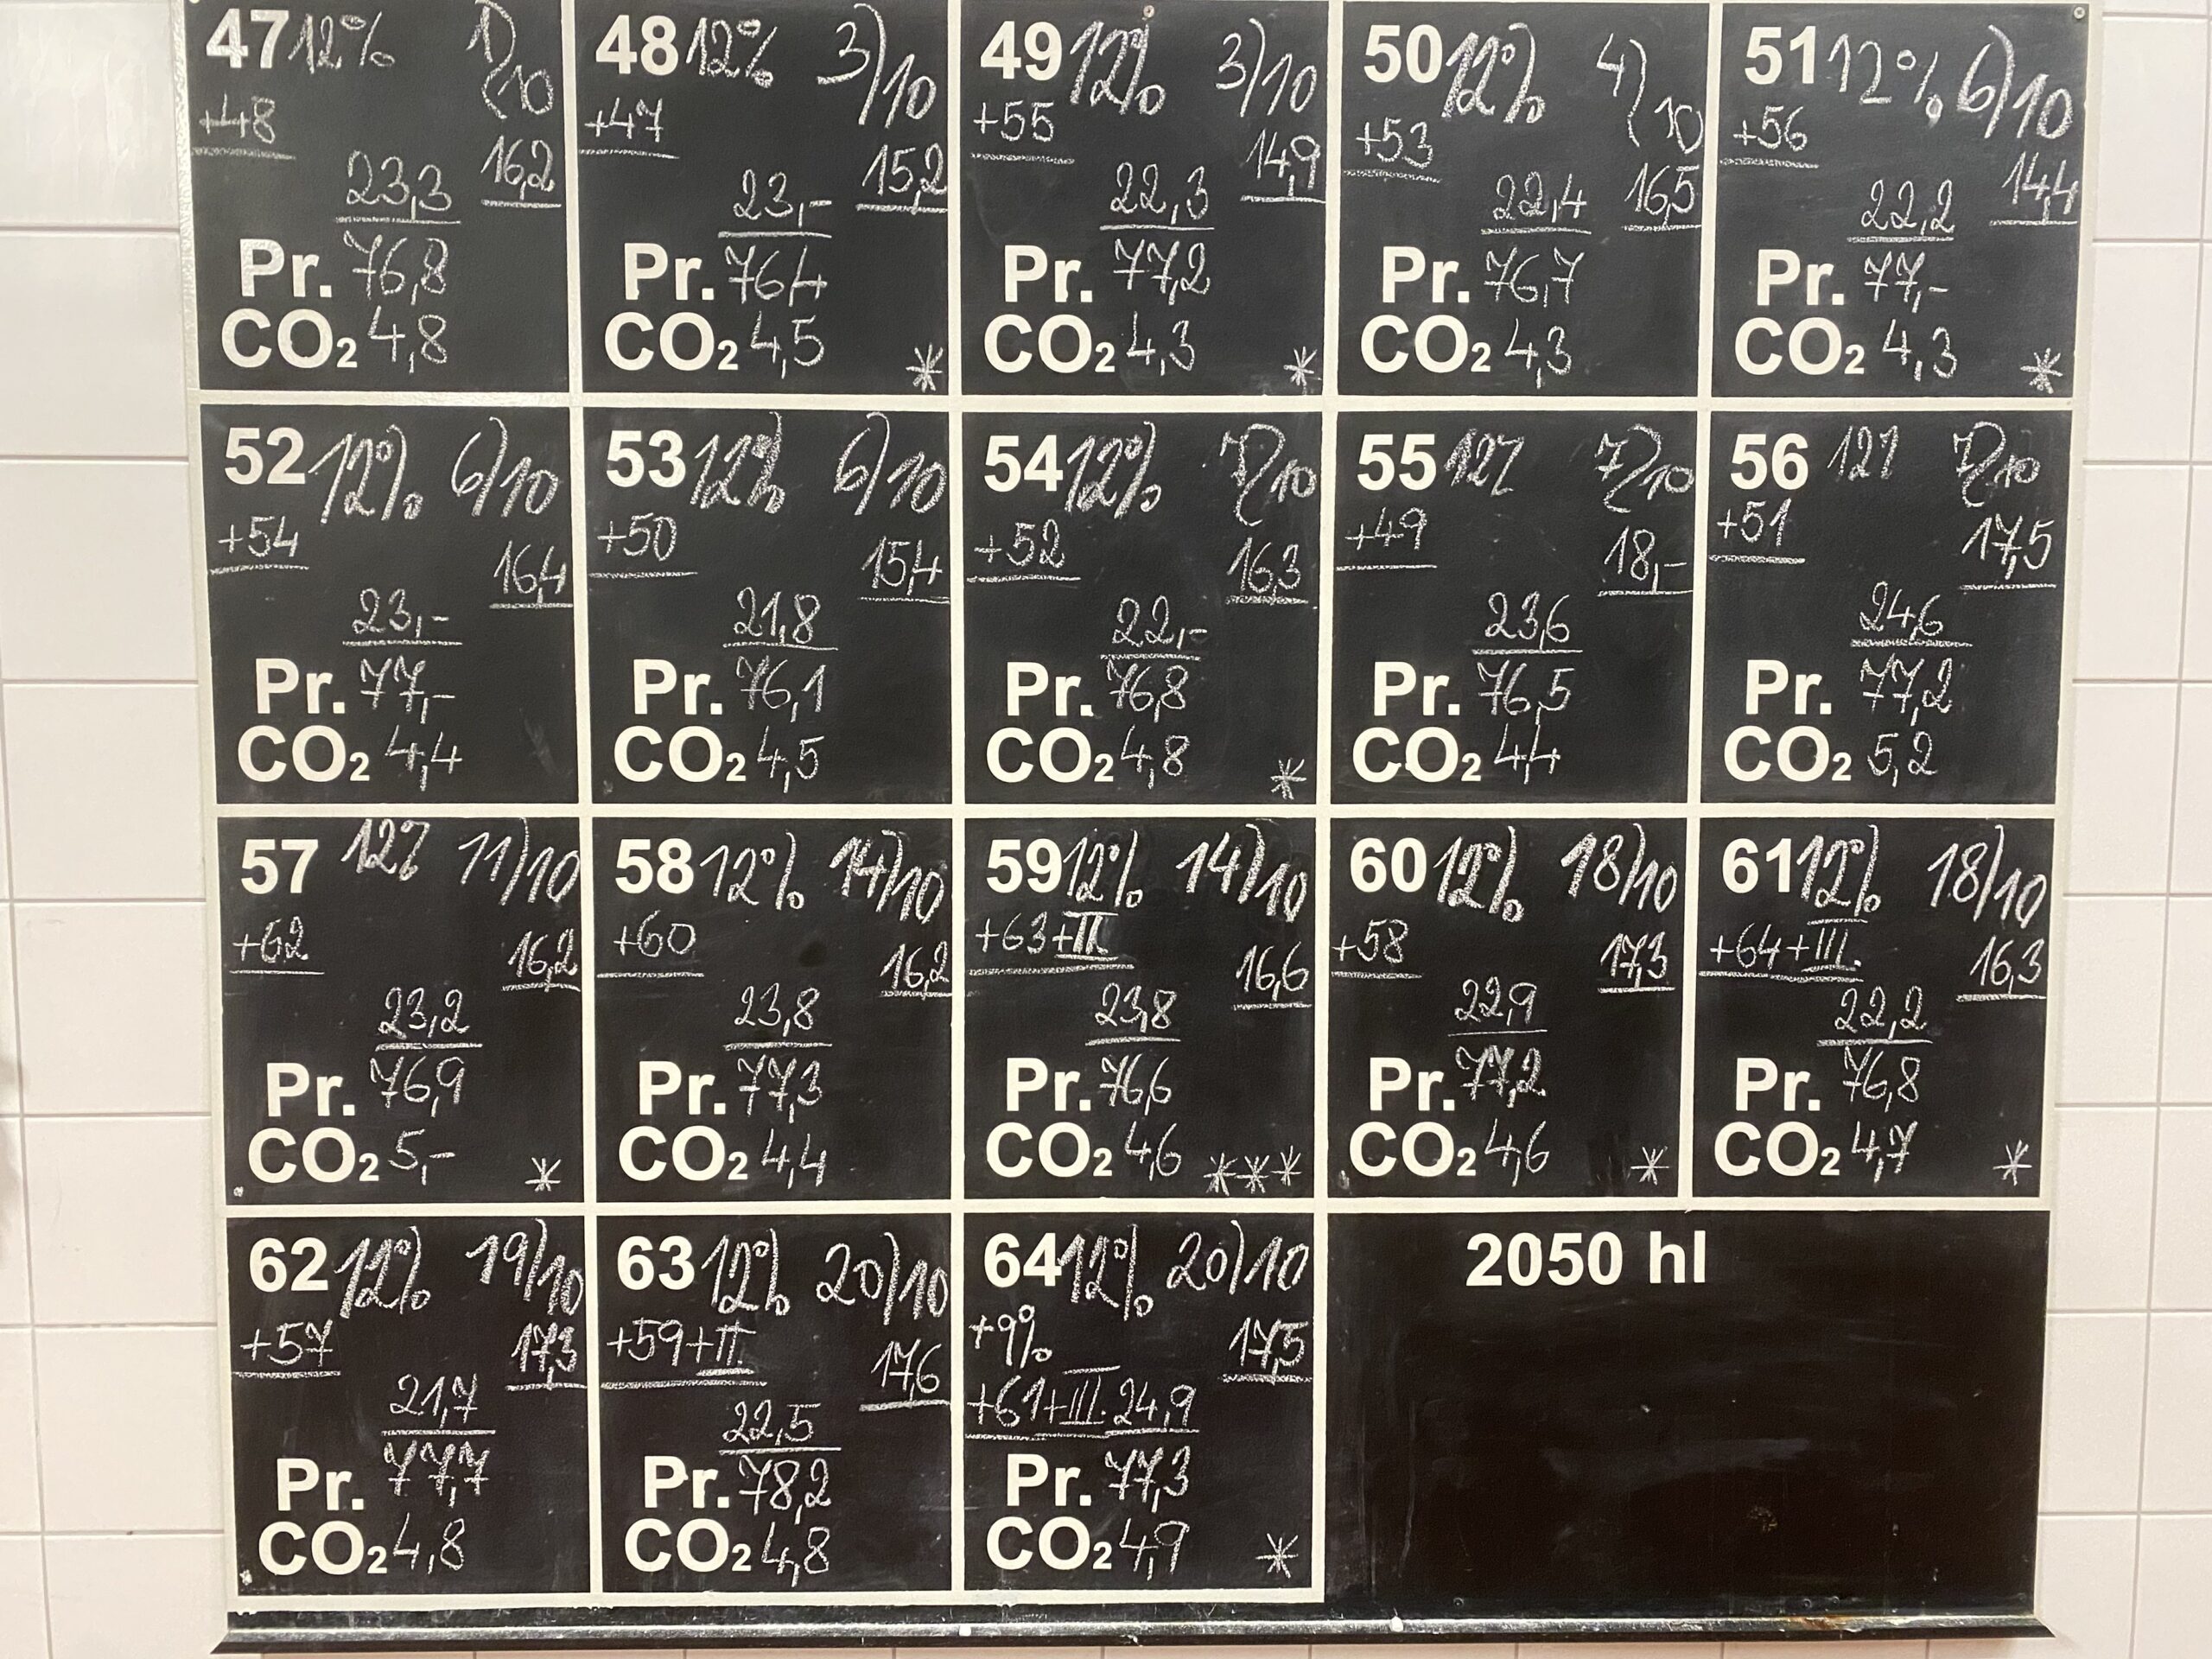 47 12% 1)10
+48
16,2
23,3
Pr. 76,8
CO2 4,8
48 12% 3)10
+47
15,2
23,-
Pr. 76,4
CO2 4,5 *
49 12% 3)10
+55
14,9
22,3
Pr. 77,2
CO2 4,3 *
50 12% 4)10
+53
16,5
22,4
Pr. 76,7
CO2 4,3
51 12% 6)10
+56
14,4
22,2
Pr. 77,-
CO2 4,3 *
52 12% 6)10
+54
16,4
23,-
Pr. 77,-
CO2 4,4
53 12% 6)10
+50
15,4
21,8
Pr. 76,1
CO2 4,5
54 12% 7)10
+52
16,3
22,-
Pr. 76,8
CO2 4,8 *
55 12% 7)10
+49
18,-
23,6
Pr. 76,5
CO2 4,4
56 12% 7)10
+51
17,5
24,6
Pr. 77,2
CO2 5,2
57 12% 11)10
+62
16,2
23,2
Pr. 76,9
CO2 5,- *
58 12% 14)10
+60
16,2
23,8
Pr. 77,3
CO2 4,4
59 12% 14)10
+63+II.
16,6
23,8
Pr. 76,6
CO2 4,6 ***
60 12% 18)10
+58
17,3
22,9
Pr. 77,2
CO2 4,6 *
61 12% 18)10
+64+III.
16,3
22,2
Pr. 76,8
CO2 4,7 *
62 12% 19)10
+57
17,3
21,7
Pr. 77,7
CO2 4,8
63 12% 20)10
+59+II.
17,6
22,5
Pr. 78,2
CO2 4,8
64 12% 20)10
+9%
17,5
+61+III. 24,9
Pr. 77,3
CO2 4,9 *
2050 hl